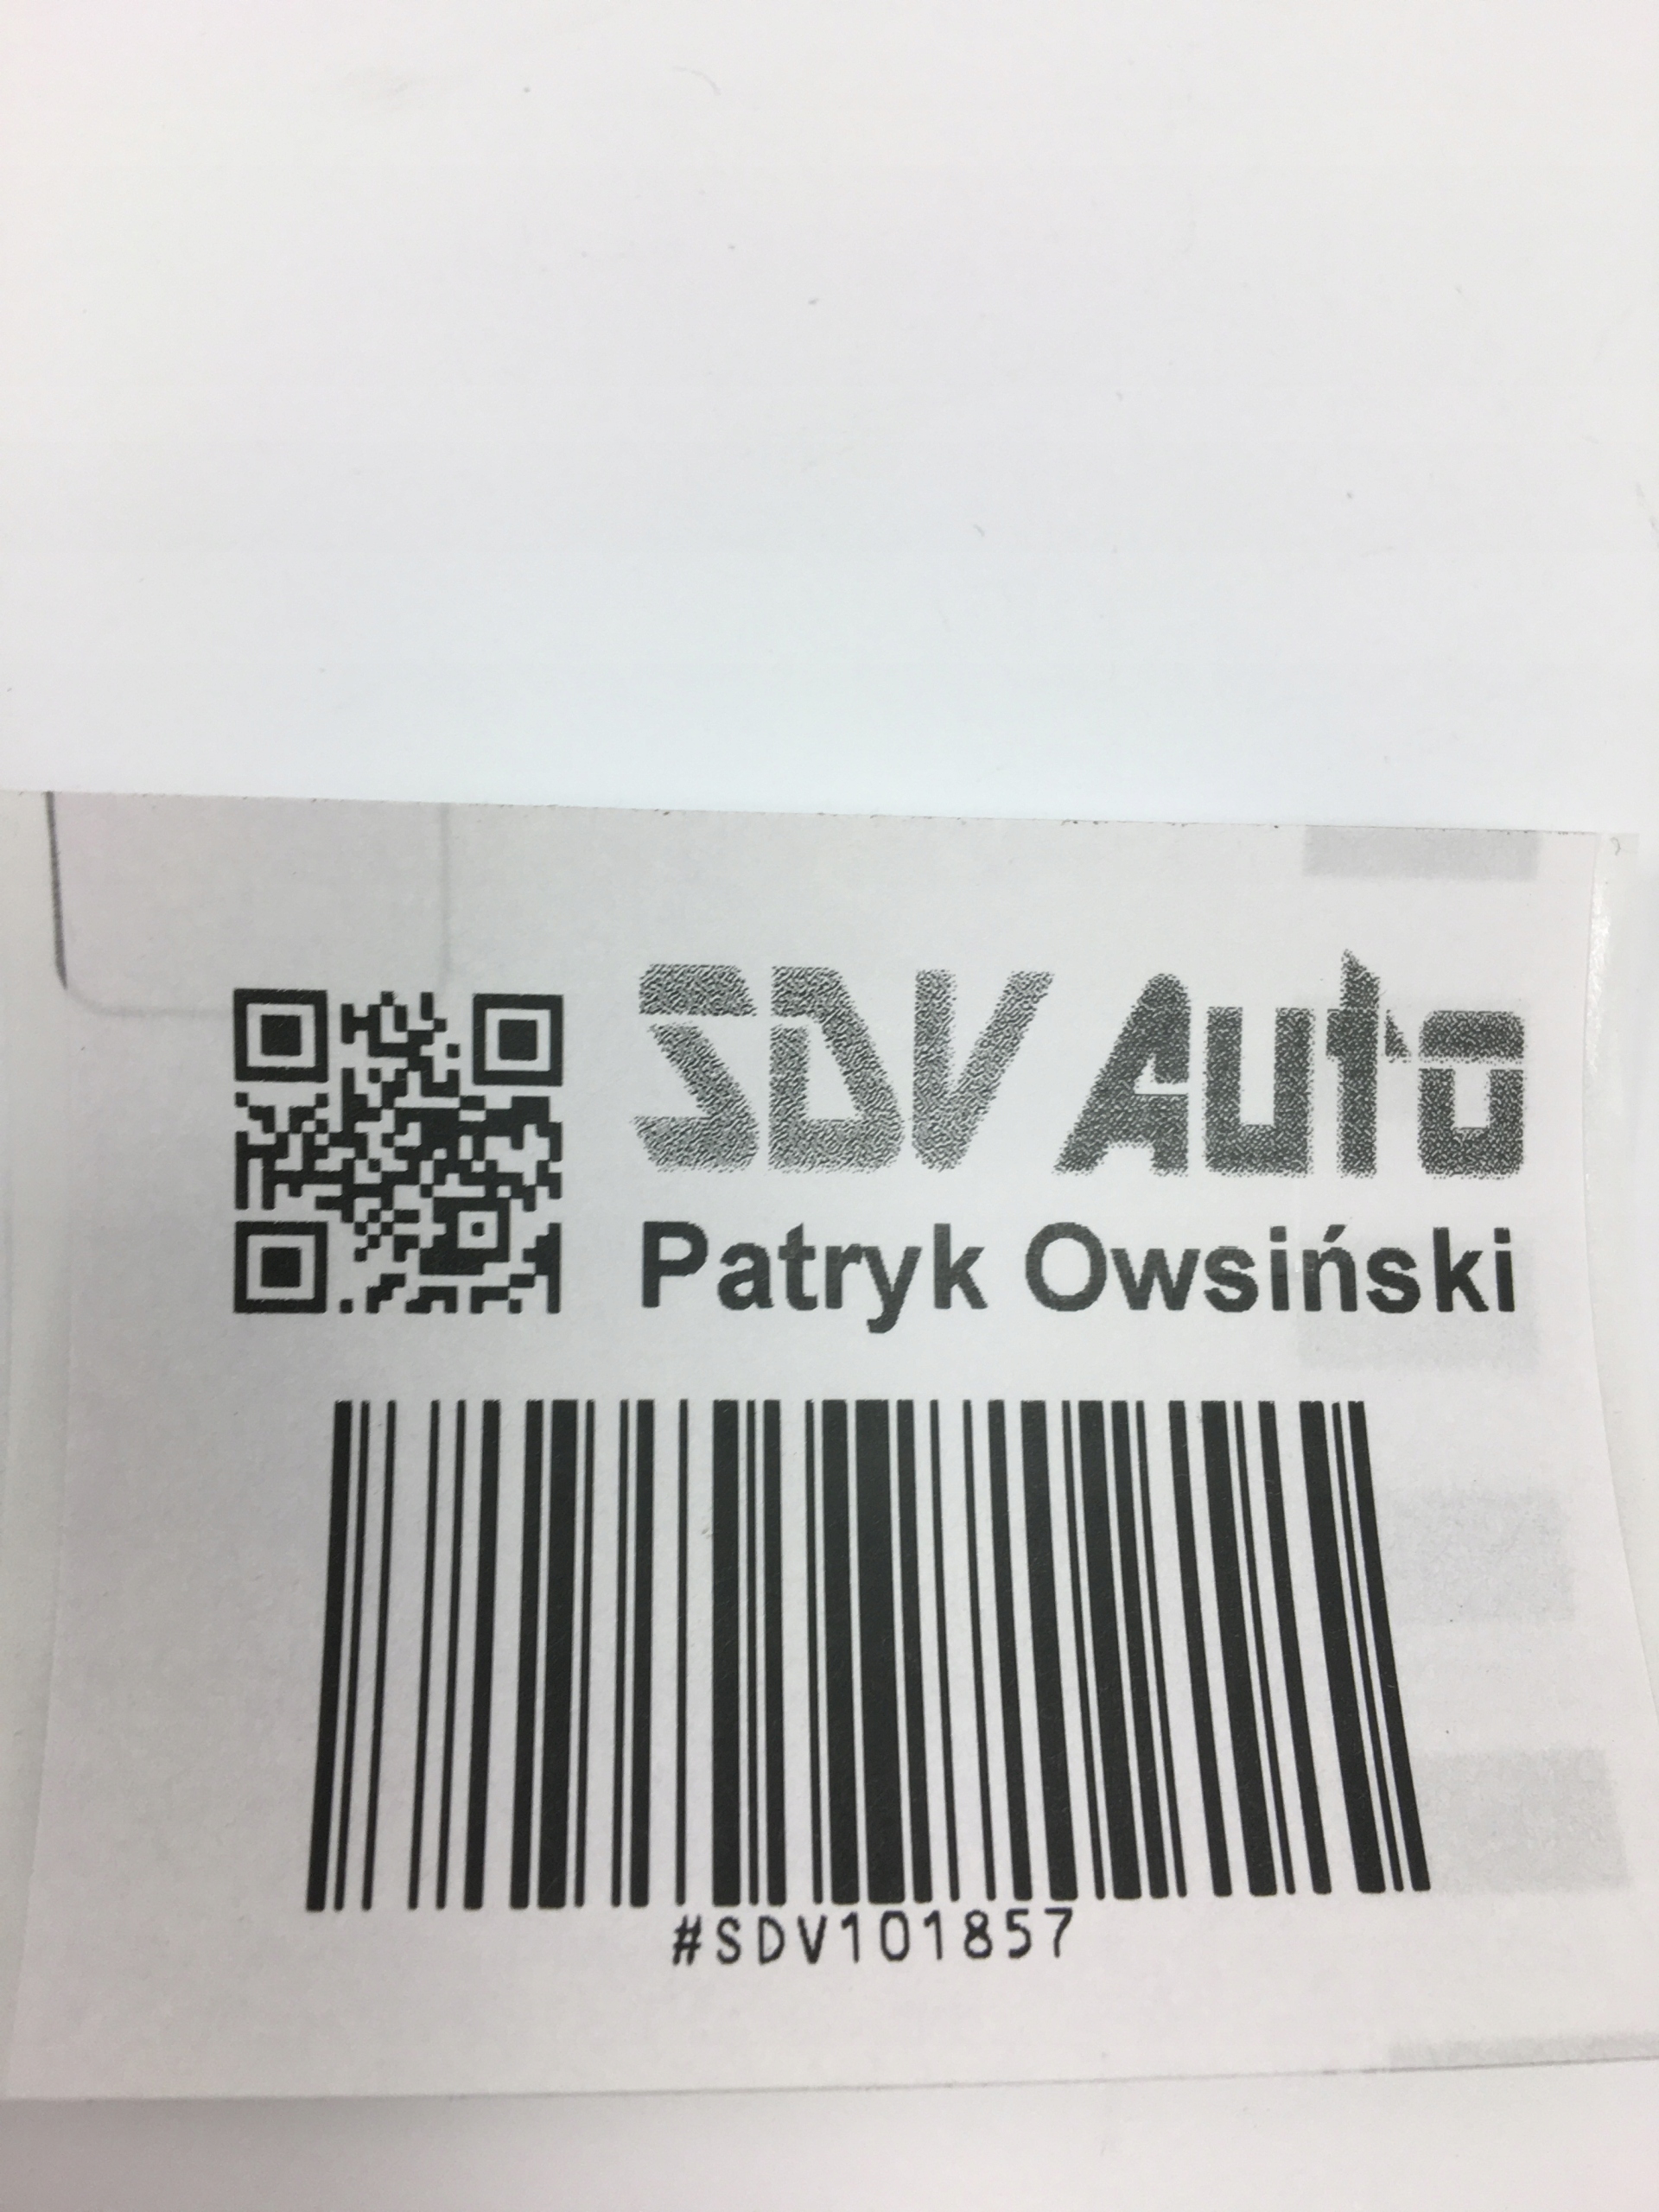 SDV Auto
Patryk Owsiński
#SDV101857